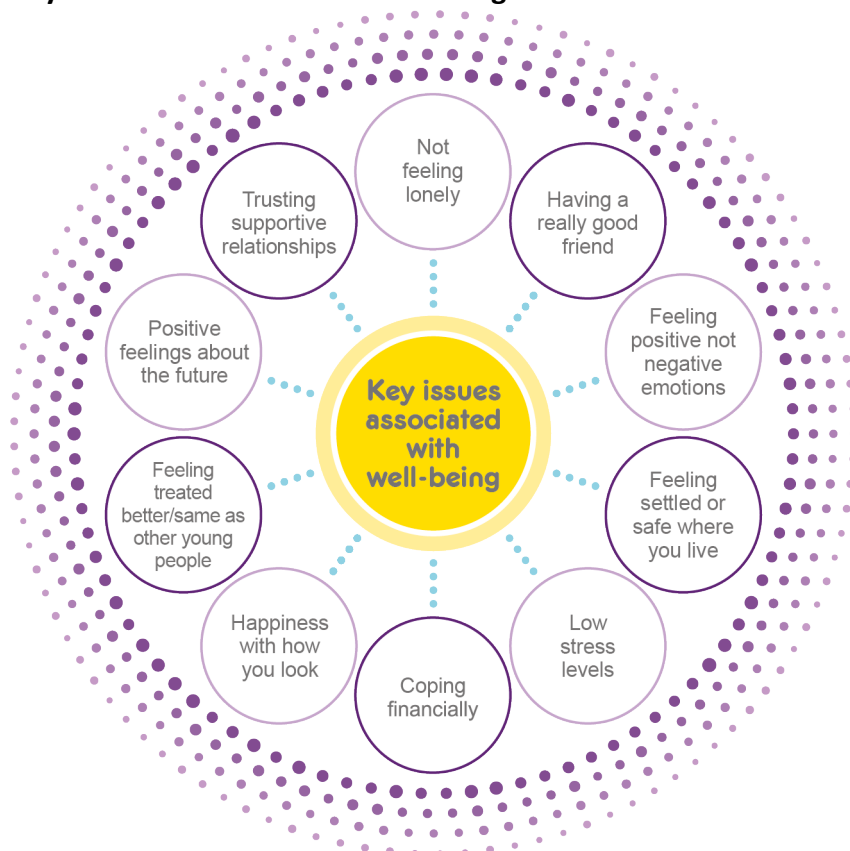 Key issues
associated
with
well-being
Not
feeling
lonely
Having a
really good
friend
Feeling
positive not
negative
emotions
Feeling
settled or
safe where
you live
Low
stress
levels
Coping
financially
Happiness
with how
you look
Feeling
treated
better/same as
other young
people
Positive
feelings about
the future
Trusting
supportive
relationships